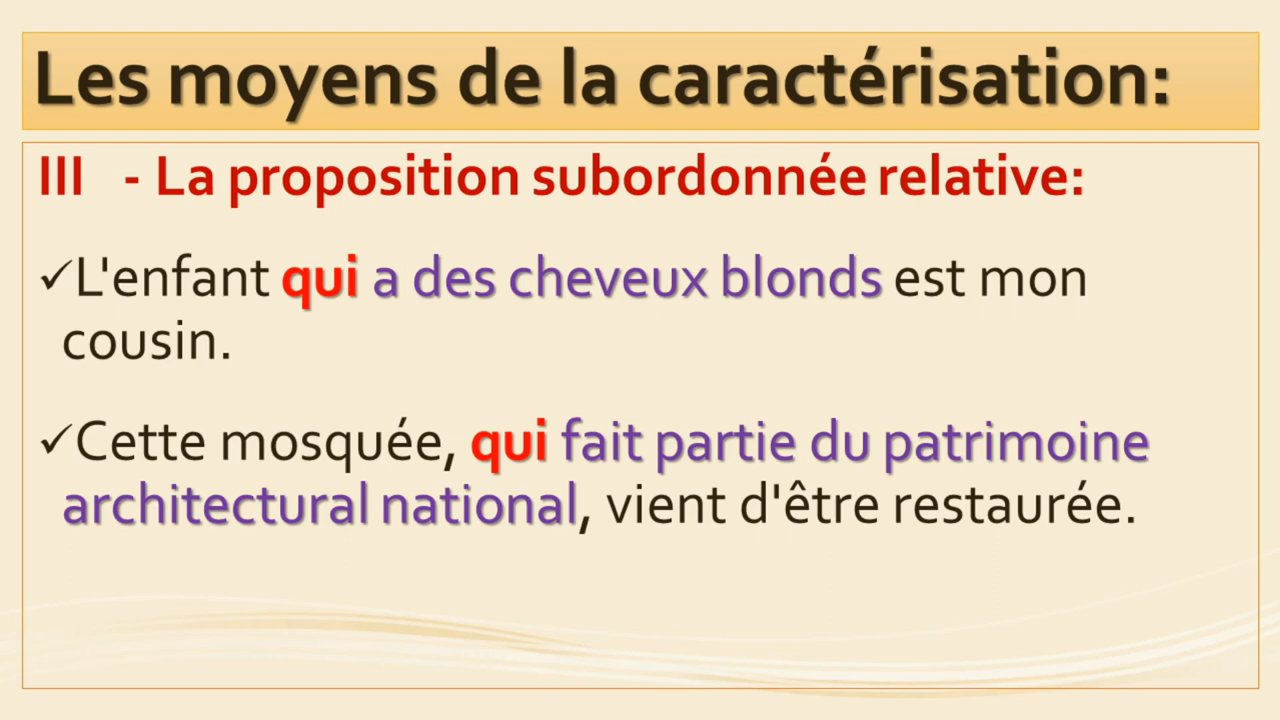 Les moyens de la caractérisation:
III - La proposition subordonnée relative:
✓L'enfant qui a des cheveux blonds est mon
cousin.
✓Cette mosquée, qui fait partie du patrimoine
architectural national, vient d'être restaurée.